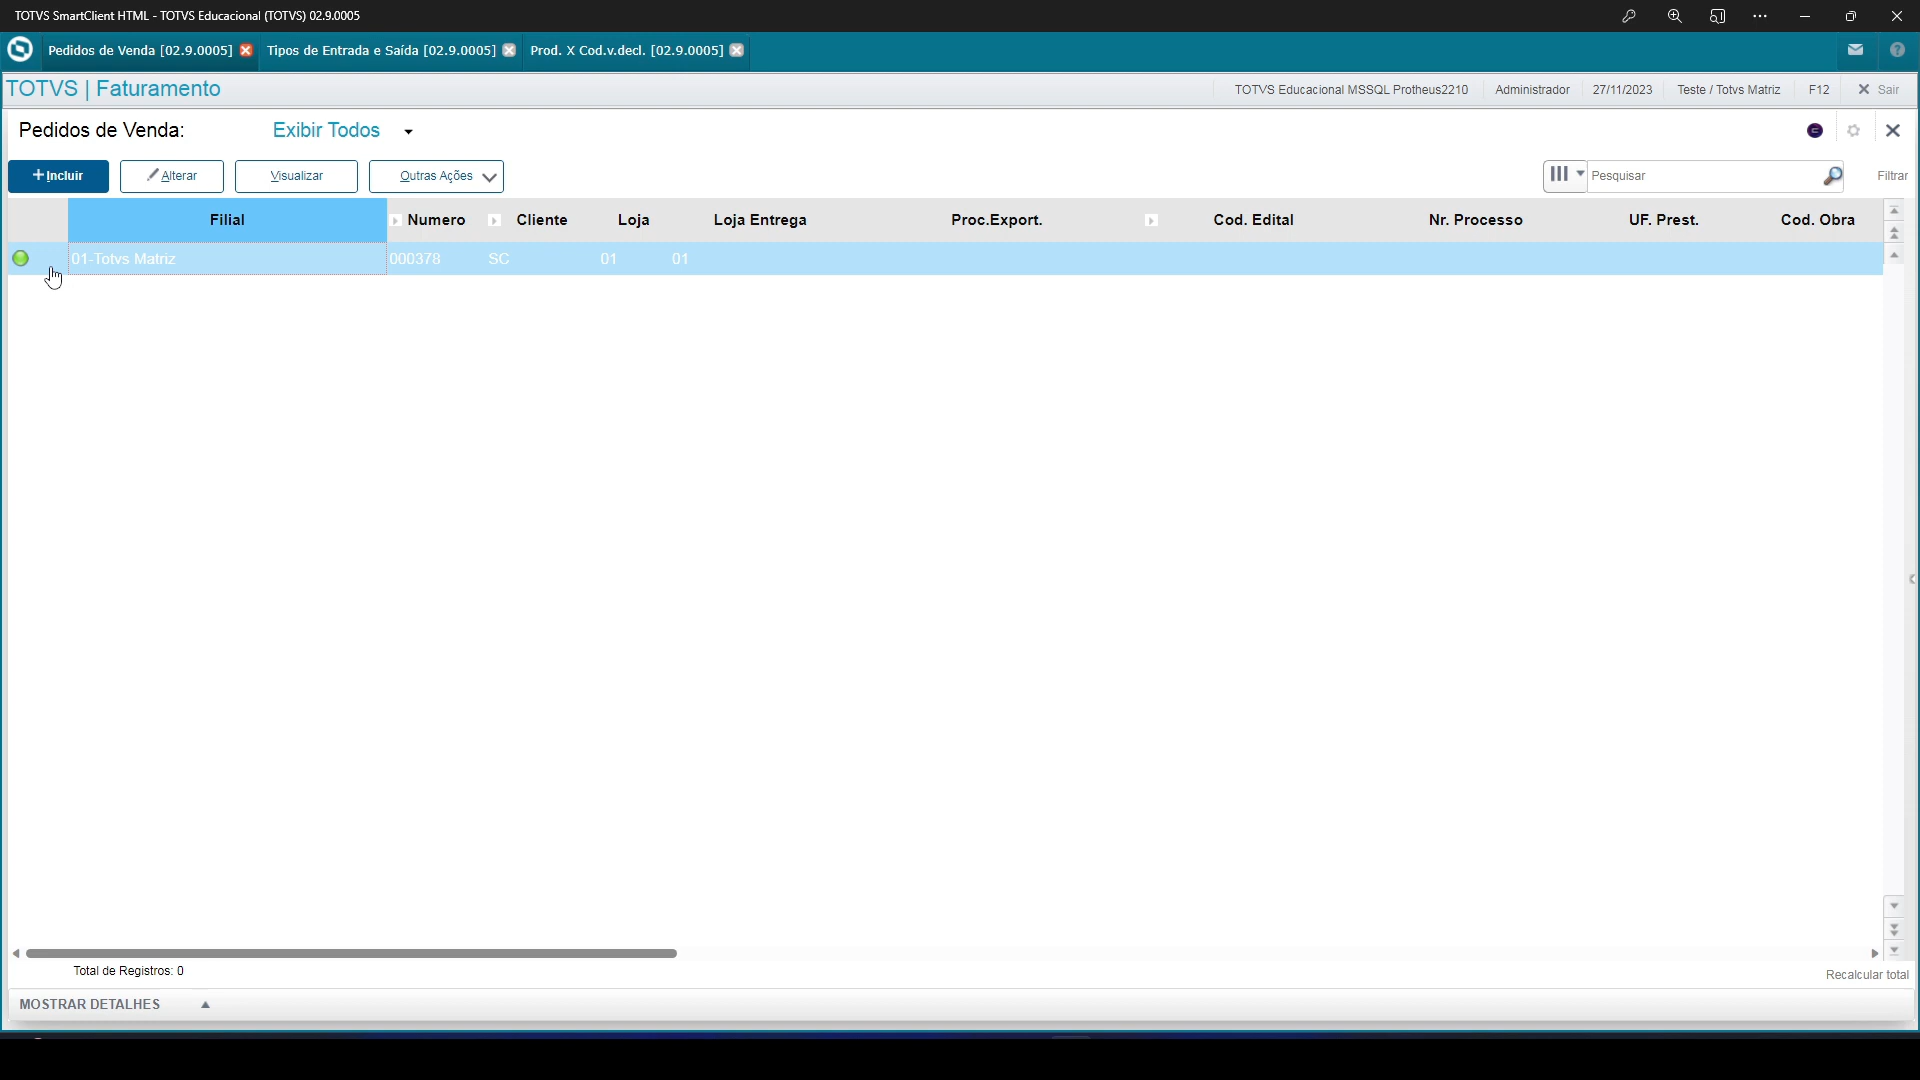 TOTVS SmartClient HTML - TOTVS Educacional (TOTVS) 02.9.0005
Pedidos de Venda [02.9.0005] Tipos de Entrada e Saída [02.9.0005] Prod. X Cod.v.decl. [02.9.0005]
TOTVS | Faturamento TOTVS Educacional MSSQL Protheus2210 Administrador 27/11/2023 Teste / Totvs Matriz F12 Sair
Pedidos de Venda: Exibir Todos
Incluir Alterar Visualizar Outras Ações Pesquisar Filtrar
Filial Numero Cliente Loja Loja Entrega Proc.Export. Cod. Edital Nr. Processo UF. Prest. Cod. Obra
01-Totvs Matriz 000378 SC 01 01
Total de Registros: 0 Recalcular total
MOSTRAR DETALHES